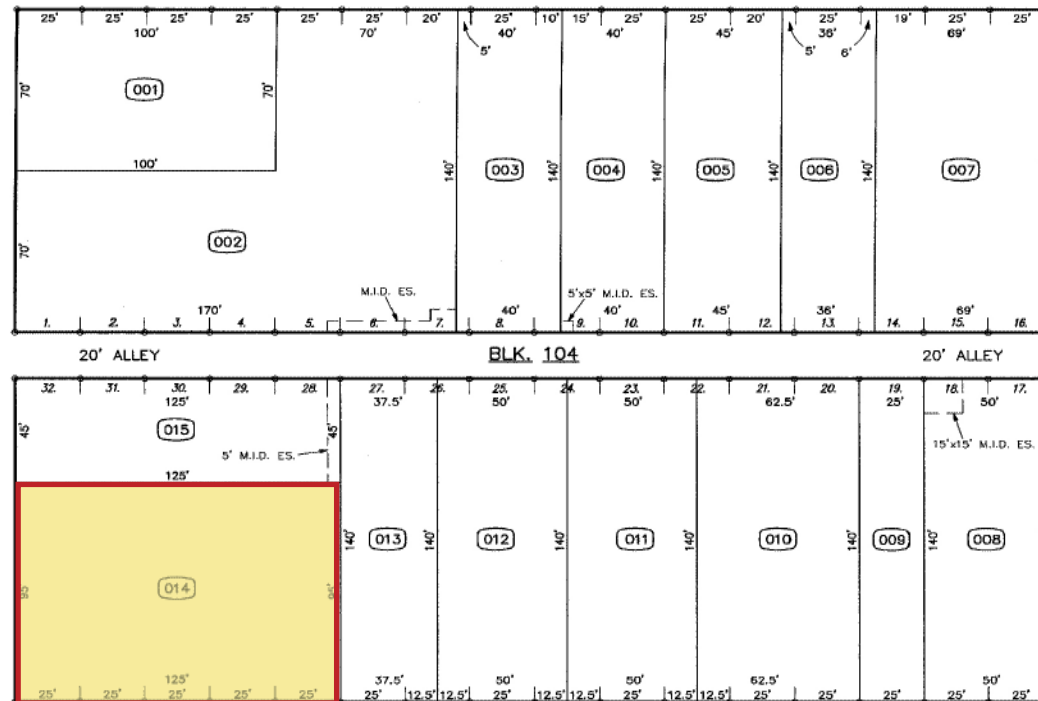 25' 25' 25' 25' 25' 25' 20' 25' 10' 15' 25' 25' 20' 25' 19' 25' 25'
100' 70' 40' 40' 45' 36' 69'
5' 5' 6'
70' 001 70'
100'
140' 003 140' 004 140' 005 140' 006 140' 007
70' 002
M.I.D. ES. 5'x5' M.I.D. ES.
170' 40' 40' 45' 36' 69'
1. 2. 3. 4. 5. 6. 7. 8. 9. 10. 11. 12. 13. 14. 15. 16.
20' ALLEY BLK. 104 20' ALLEY
32. 31. 30. 29. 28. 27. 26. 25. 24. 23. 22. 21. 20. 19. 18. 17.
125' 37.5' 50' 50' 62.5' 25' 50'
45' 015 45'
5' M.I.D. ES. 15'x15' M.I.D. ES.
125'
140' 013 140' 012 011 140' 010 009 140' 008
95' 014 95'
125' 37.5' 50' 50' 62.5' 50'
25' 25' 25' 25' 25' 25' 12.5' 12.5' 25' 12.5' 12.5' 25' 12.5' 12.5' 25' 25' 25' 25' 25'